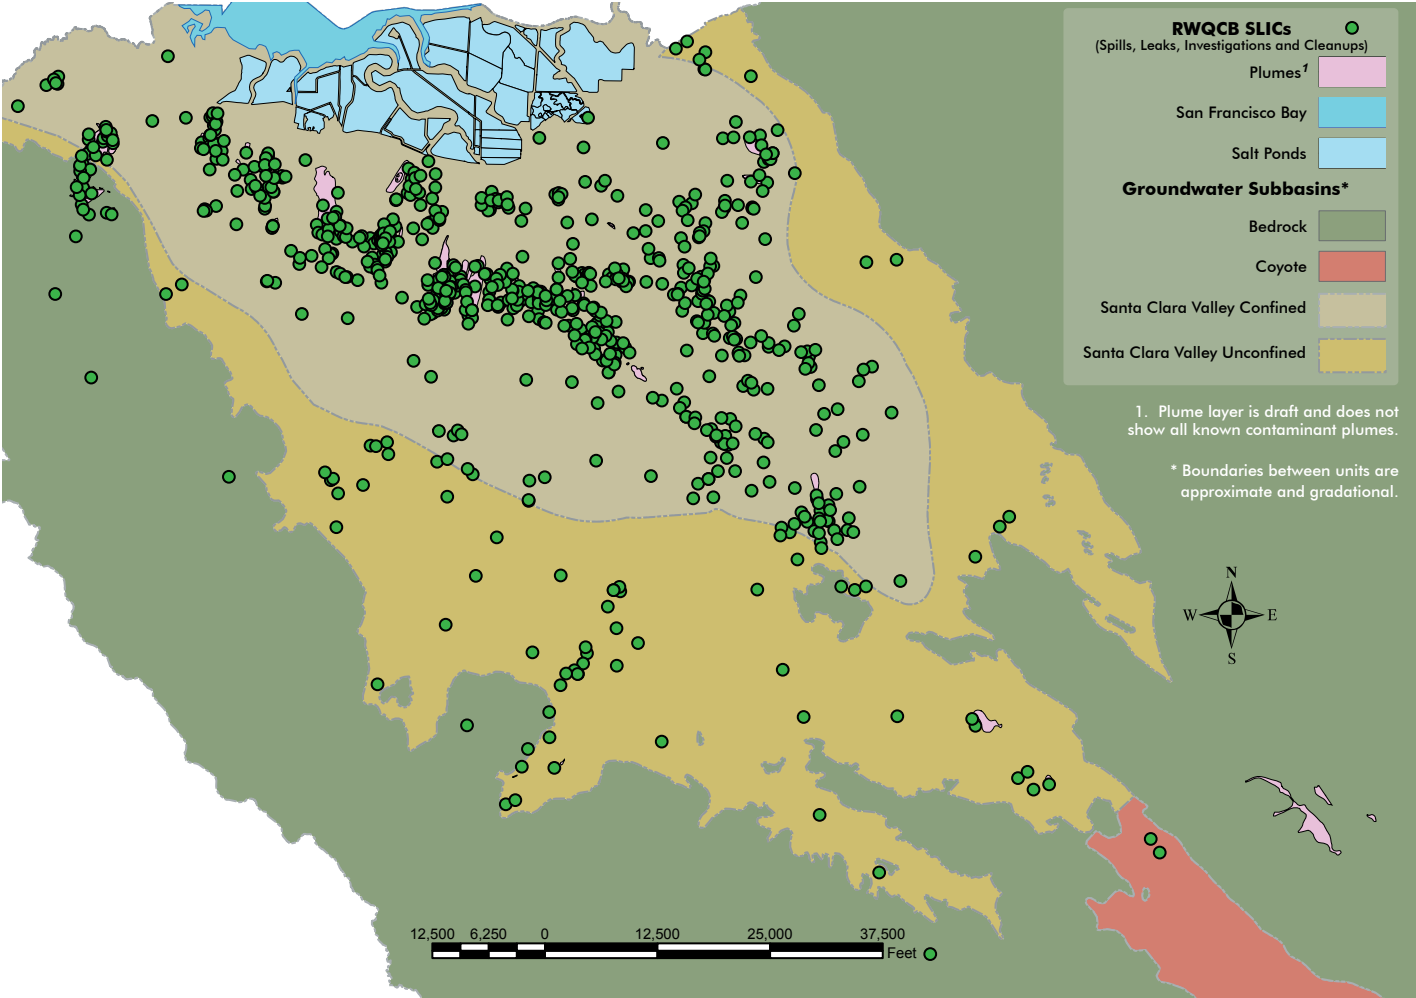 RWQCB SLICs
(Spills, Leaks, Investigations and Cleanups)
Plumes1
San Francisco Bay
Salt Ponds
Groundwater Subbasins*
Bedrock
Coyote
Santa Clara Valley Confined
Santa Clara Valley Unconfined
1. Plume layer is draft and does not
show all known contaminant plumes.
* Boundaries between units are
approximate and gradational.
N
W E
S
12,500 6,250 0 12,500 25,000 37,500
Feet